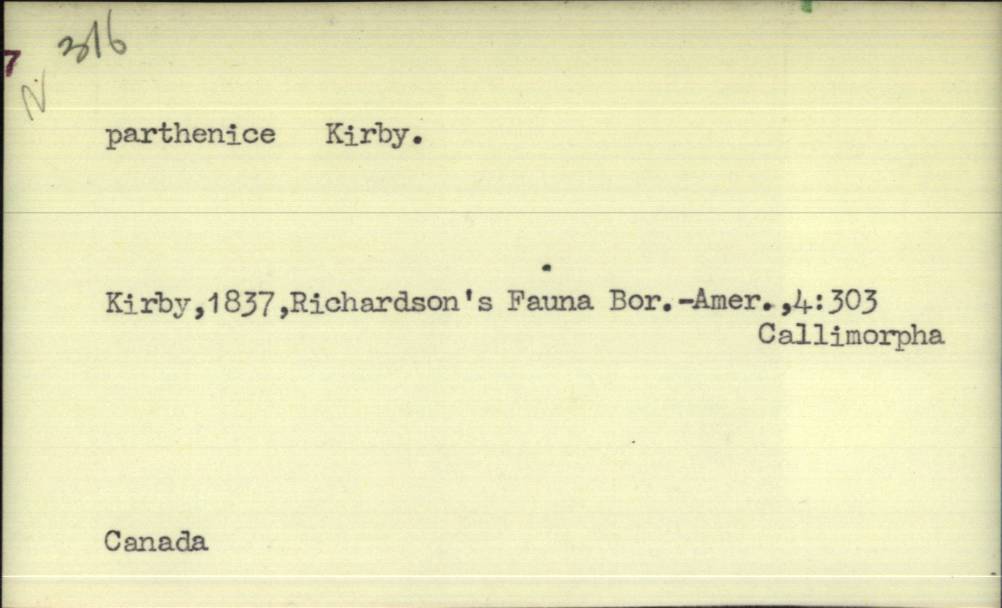 316
7
N
parthenice Kirby.
Kirby,1837,Richardson's Fauna Bor.-Amer.,4:303
Callimorpha
Canada